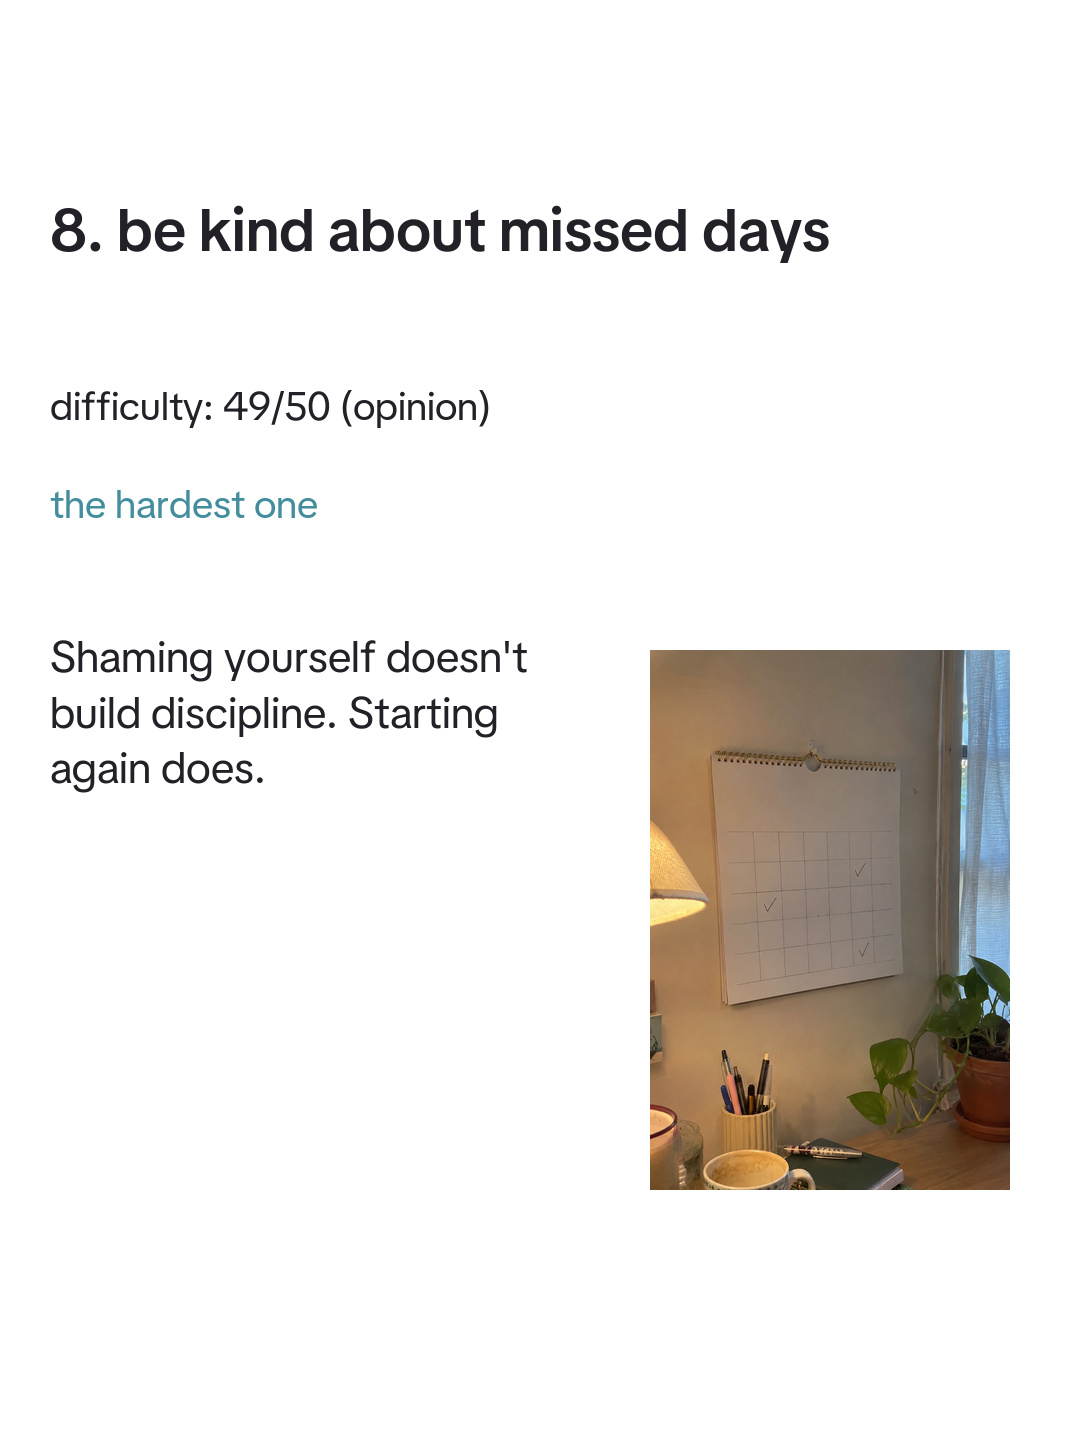 8. be kind about missed days
difficulty: 49/50 (opinion)
the hardest one
Shaming yourself doesn't
build discipline. Starting
again does.